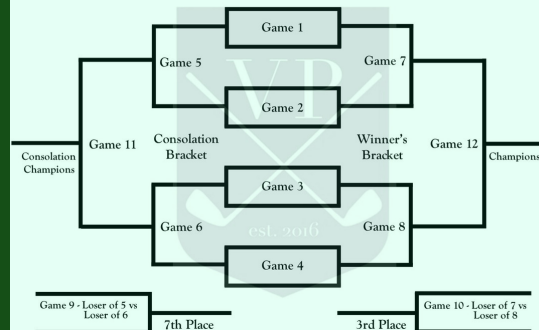 Game 1
Game 5
Game 7
VP
Game 2
Game 11
Consolation
Bracket
Winner's
Bracket
Game 12
Consolation
Champions
Champions
Game 3
Game 6
Game 8
est. 2016
Game 4
Game 9 - Loser of 5 vs
Loser of 6
7th Place
Game 10 - Loser of 7 vs
Loser of 8
3rd Place